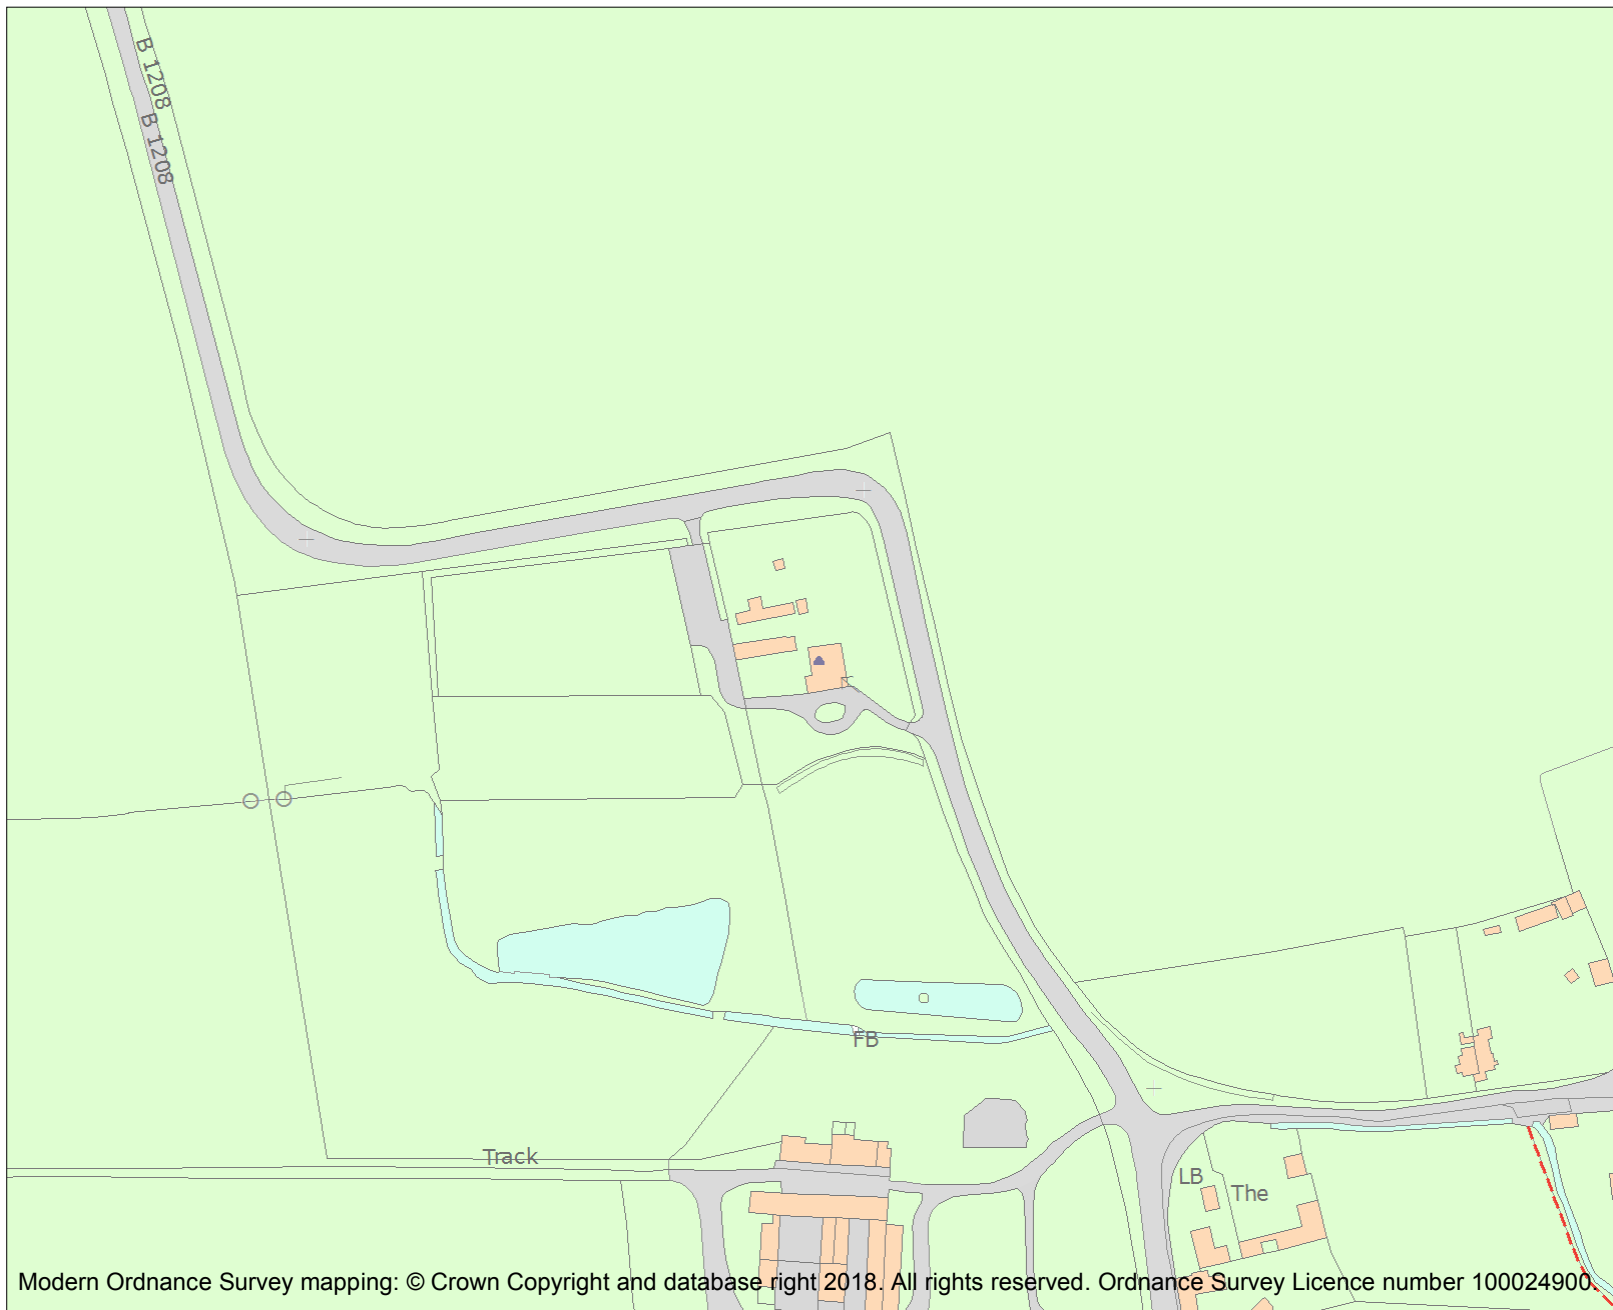 B 1208
B 1208
FB
Track
LB
The
Modern Ordnance Survey mapping: © Crown Copyright and database right 2018. All rights reserved. Ordnance Survey Licence number 100024900.